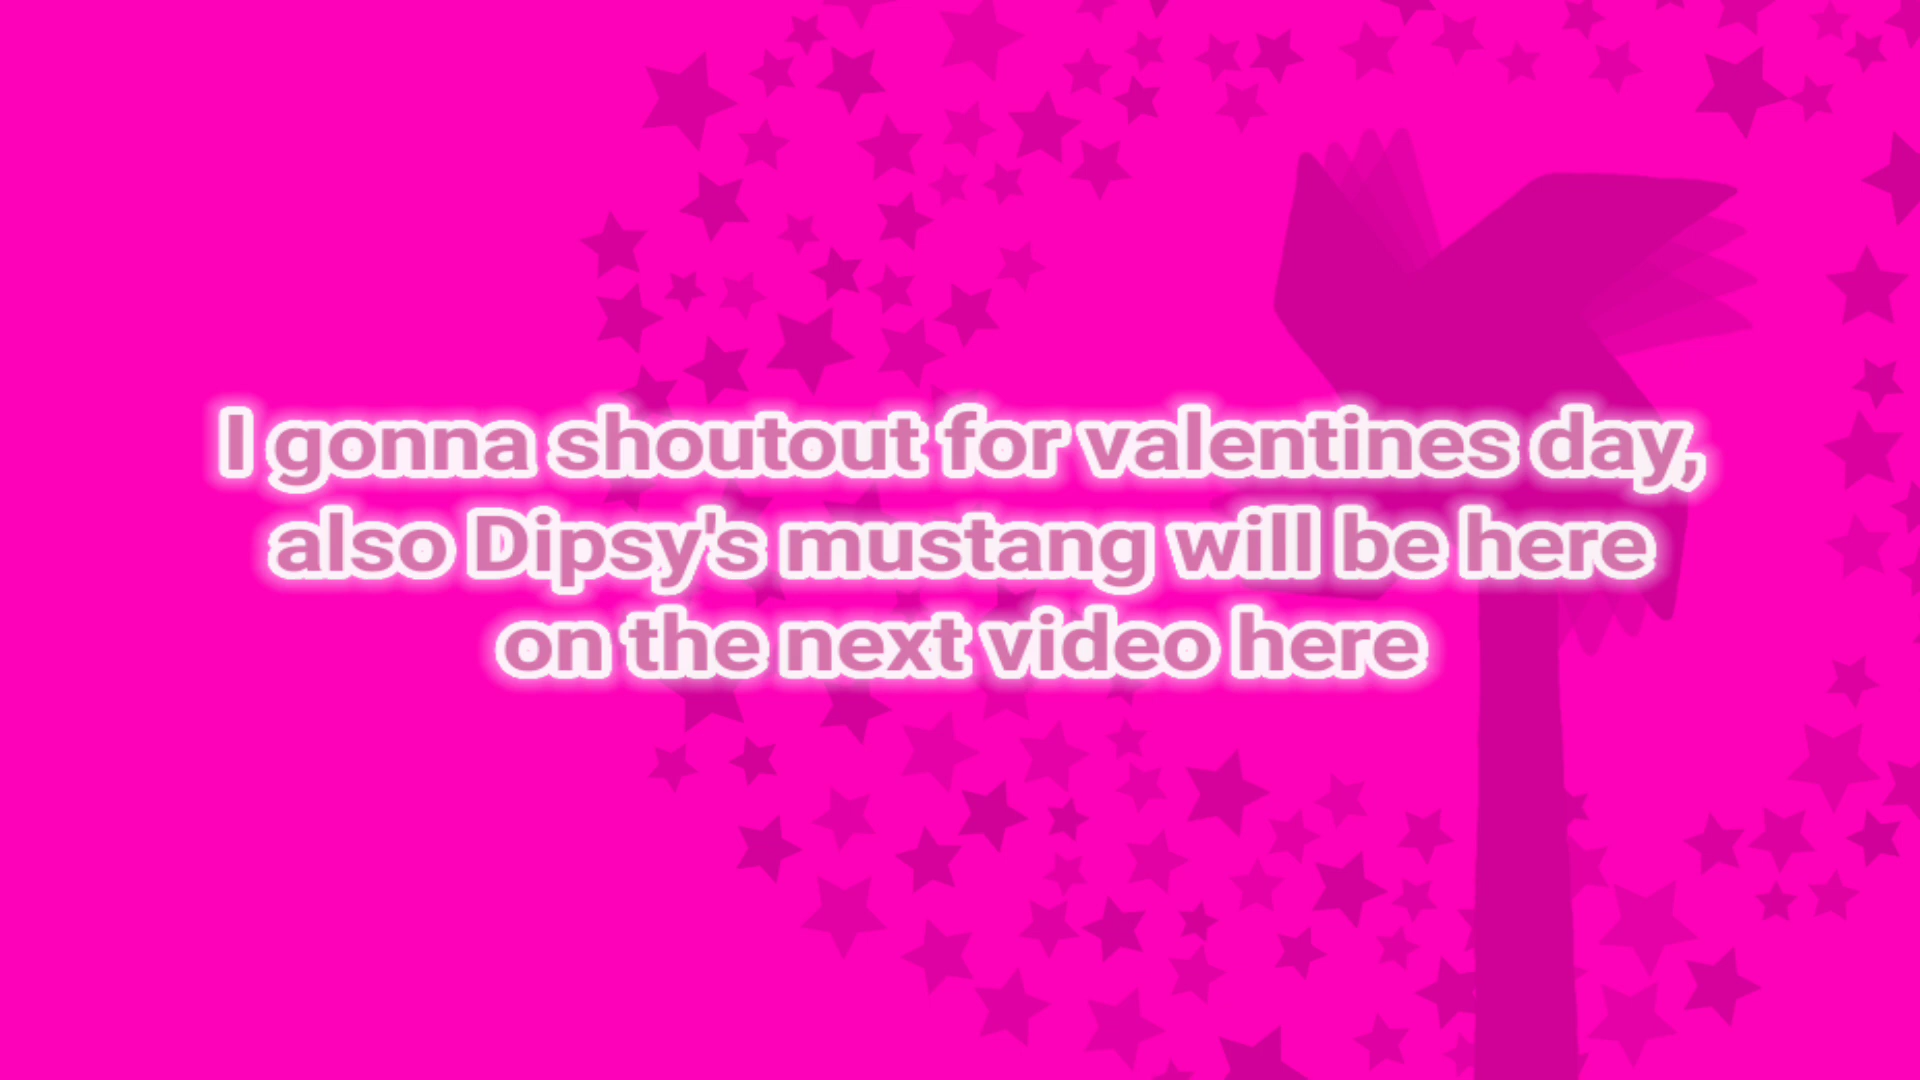 I gonna shoutout for valentines day,
also Dipsy's mustang will be here
on the next video here